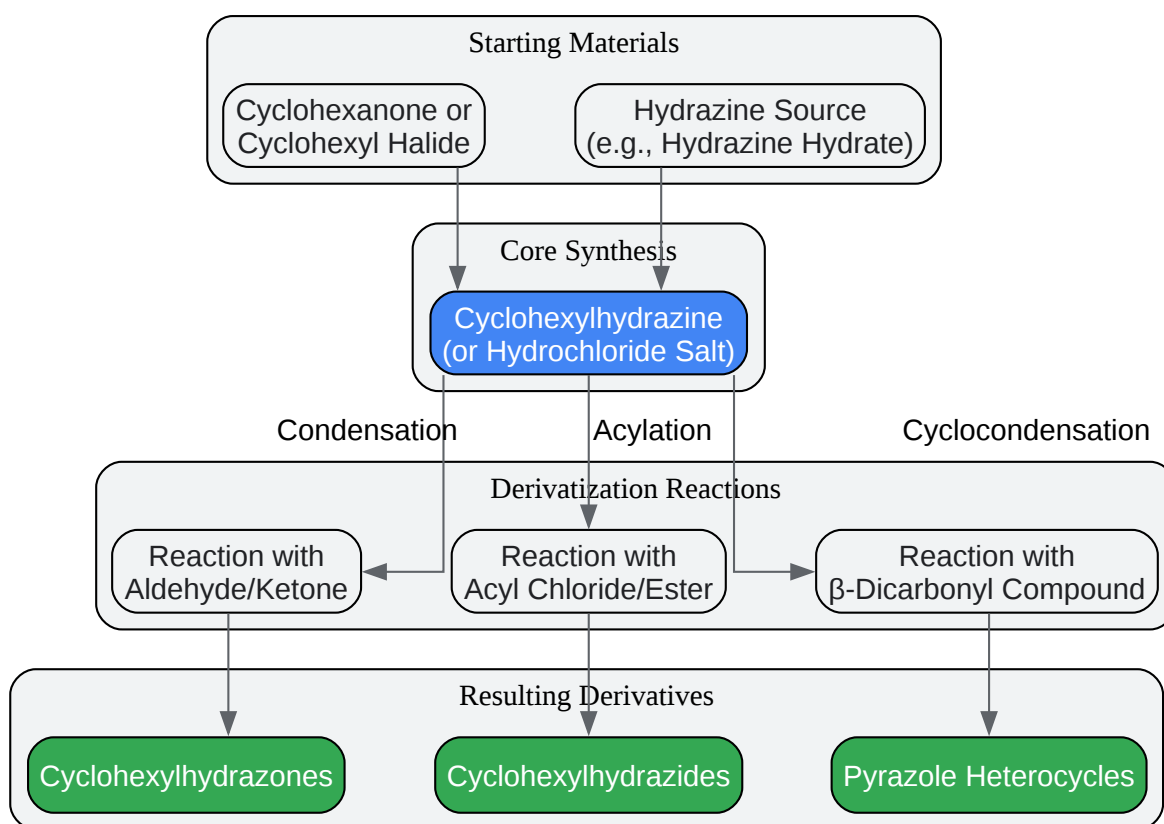 Starting Materials
Cyclohexanone or
Cyclohexyl Halide
Hydrazine Source
(e.g., Hydrazine Hydrate)
Core Synthesis
Cyclohexylhydrazine
(or Hydrochloride Salt)
Condensation
Acylation
Cyclocondensation
Derivatization Reactions
Reaction with
Aldehyde/Ketone
Reaction with
Acyl Chloride/Ester
Reaction with
β-Dicarbonyl Compound
Resulting Derivatives
Cyclohexylhydrazones
Cyclohexylhydrazides
Pyrazole Heterocycles